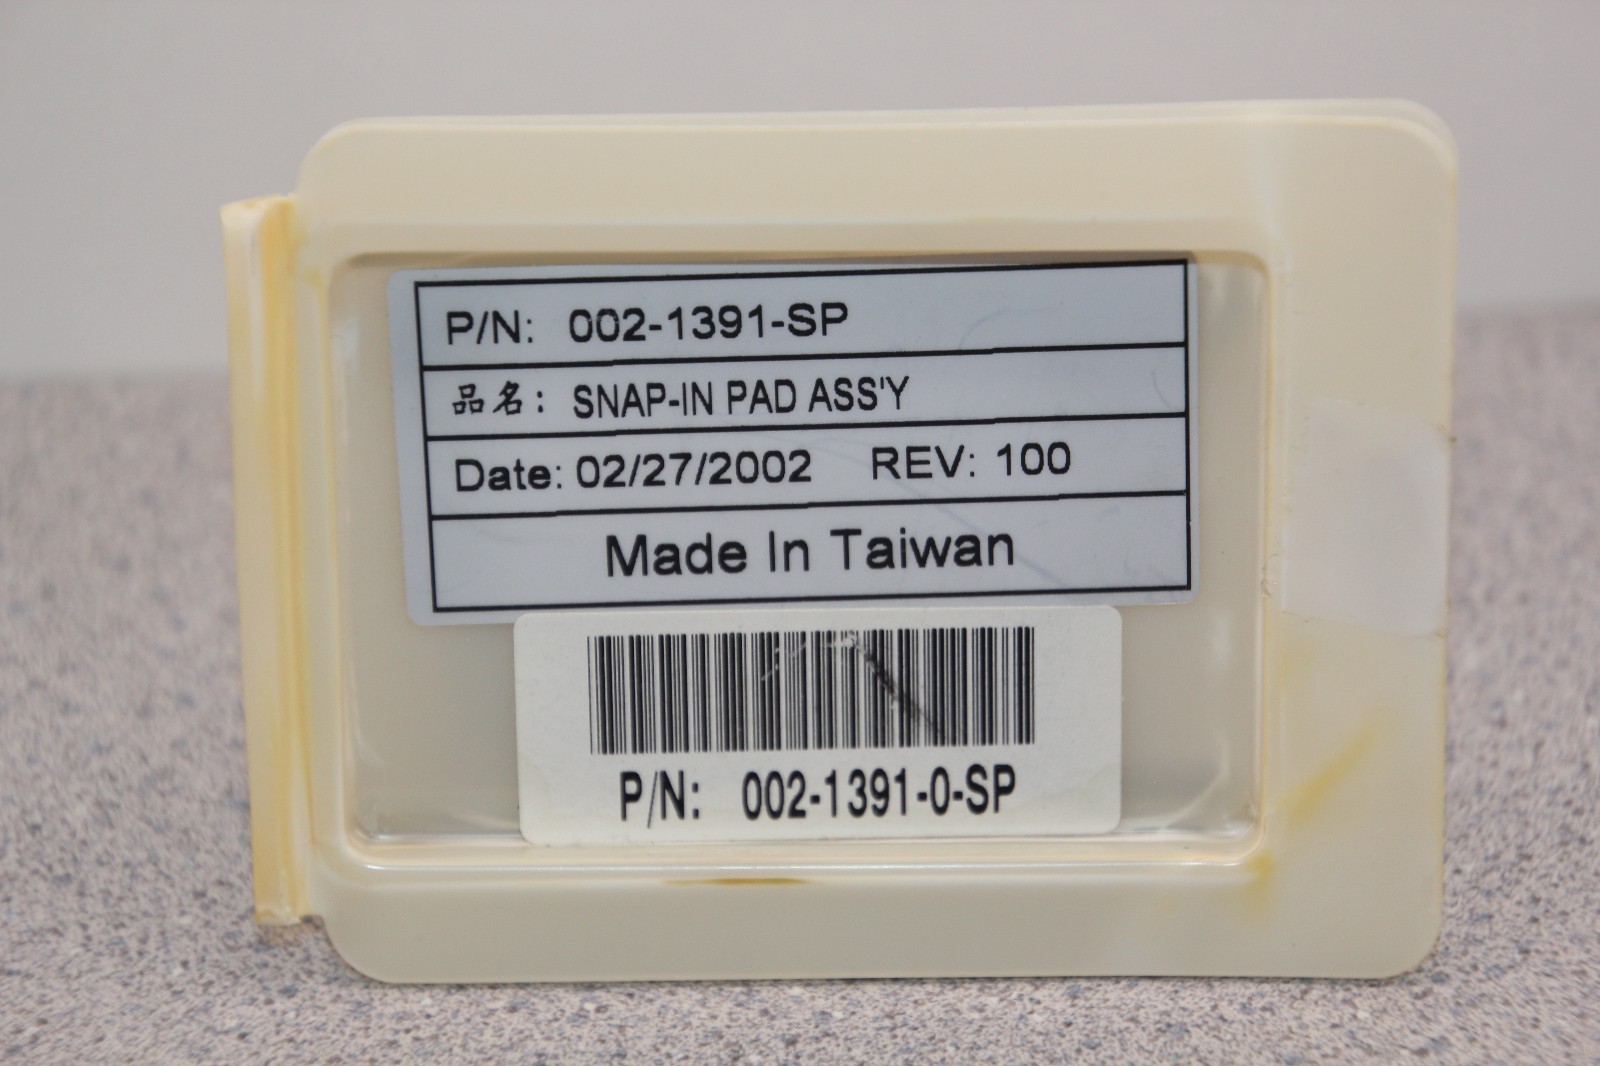 P/N: 002-1391-SP
品名: SNAP-IN PAD ASS'Y
Date: 02/27/2002 REV: 100
Made In Taiwan
P/N: 002-1391-0-SP